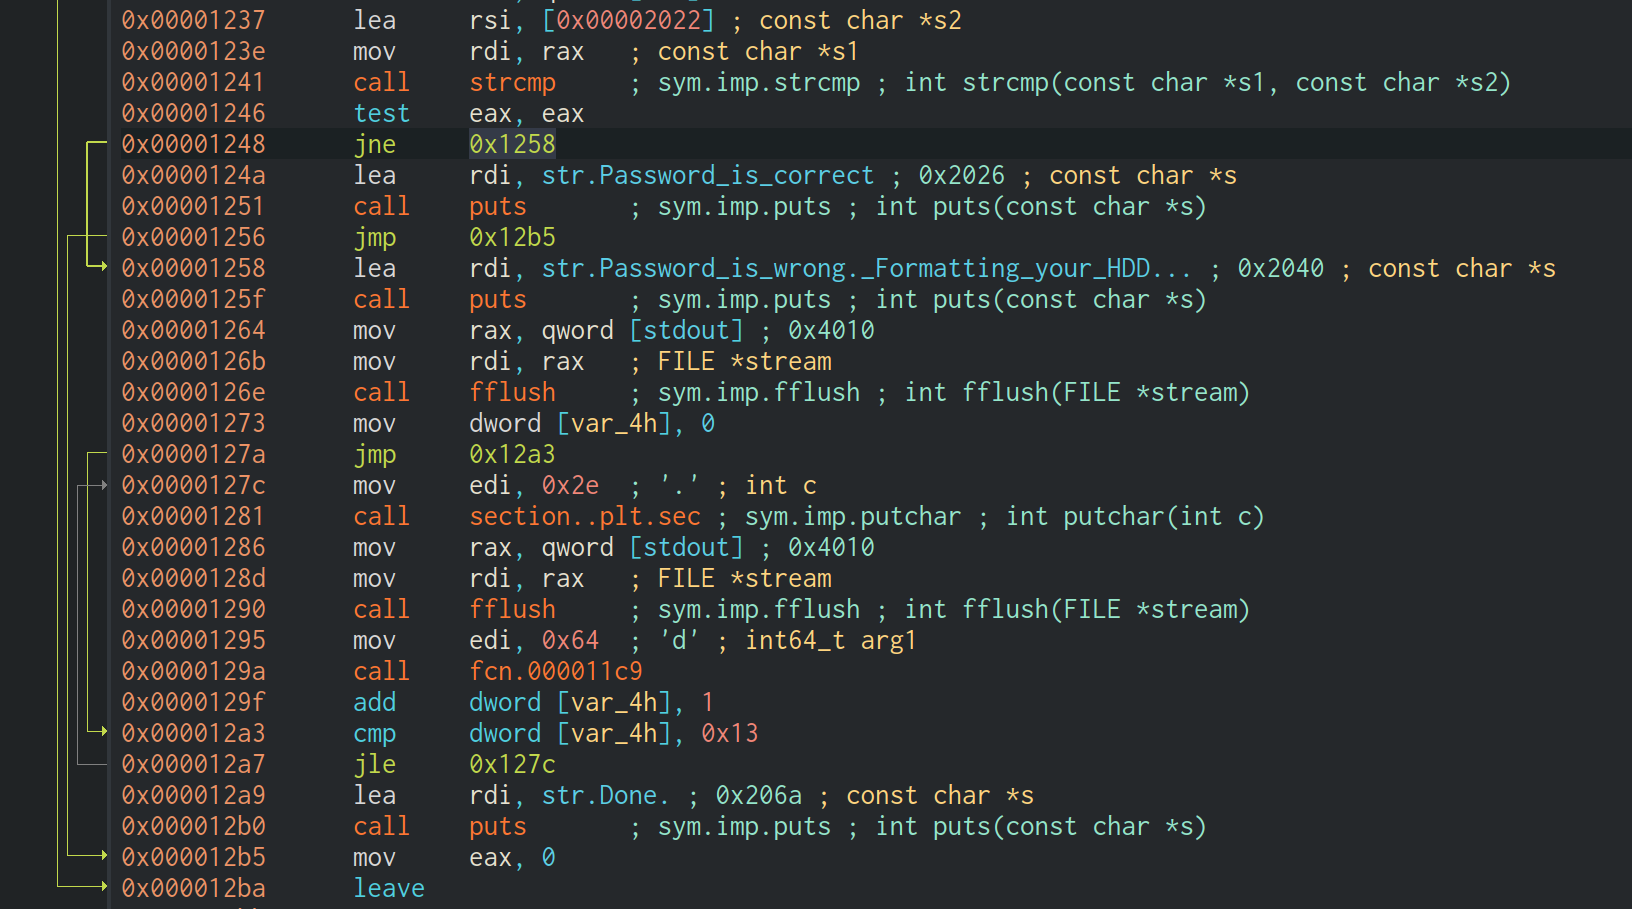 0x00001237 lea rsi, [0x00002022] ; const char *s2
0x0000123e mov rdi, rax ; const char *s1
0x00001241 call strcmp ; sym.imp.strcmp ; int strcmp(const char *s1, const char *s2)
0x00001246 test eax, eax
0x00001248 jne 0x1258
0x0000124a lea rdi, str.Password_is_correct ; 0x2026 ; const char *s
0x00001251 call puts ; sym.imp.puts ; int puts(const char *s)
0x00001256 jmp 0x12b5
0x00001258 lea rdi, str.Password_is_wrong._Formatting_your_HDD... ; 0x2040 ; const char *s
0x0000125f call puts ; sym.imp.puts ; int puts(const char *s)
0x00001264 mov rax, qword [stdout] ; 0x4010
0x0000126b mov rdi, rax ; FILE *stream
0x0000126e call fflush ; sym.imp.fflush ; int fflush(FILE *stream)
0x00001273 mov dword [var_4h], 0
0x0000127a jmp 0x12a3
0x0000127c mov edi, 0x2e ; '.' ; int c
0x00001281 call section..plt.sec ; sym.imp.putchar ; int putchar(int c)
0x00001286 mov rax, qword [stdout] ; 0x4010
0x0000128d mov rdi, rax ; FILE *stream
0x00001290 call fflush ; sym.imp.fflush ; int fflush(FILE *stream)
0x00001295 mov edi, 0x64 ; 'd' ; int64_t arg1
0x0000129a call fcn.000011c9
0x0000129f add dword [var_4h], 1
0x000012a3 cmp dword [var_4h], 0x13
0x000012a7 jle 0x127c
0x000012a9 lea rdi, str.Done. ; 0x206a ; const char *s
0x000012b0 call puts ; sym.imp.puts ; int puts(const char *s)
0x000012b5 mov eax, 0
0x000012ba leave